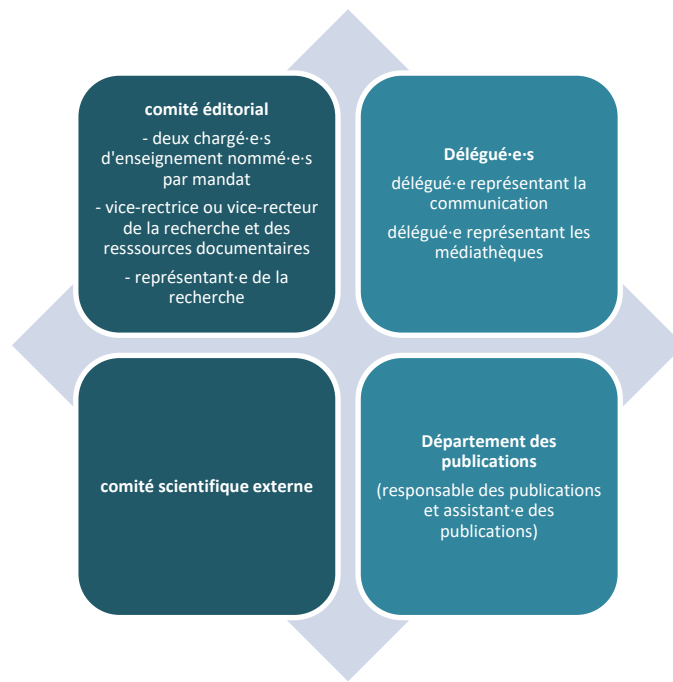 comité éditorial
- deux chargé·e·s
d'enseignement nommé·e·s
par mandat
- vice-rectrice ou vice-recteur
de la recherche et des
resssources documentaires
- représentant·e de la
recherche
Délégué·e·s
délégué·e représentant la
communication
délégué·e représentant les
médiathèques
comité scientifique externe
Département des
publications
(responsable des publications
et assistant·e des
publications)